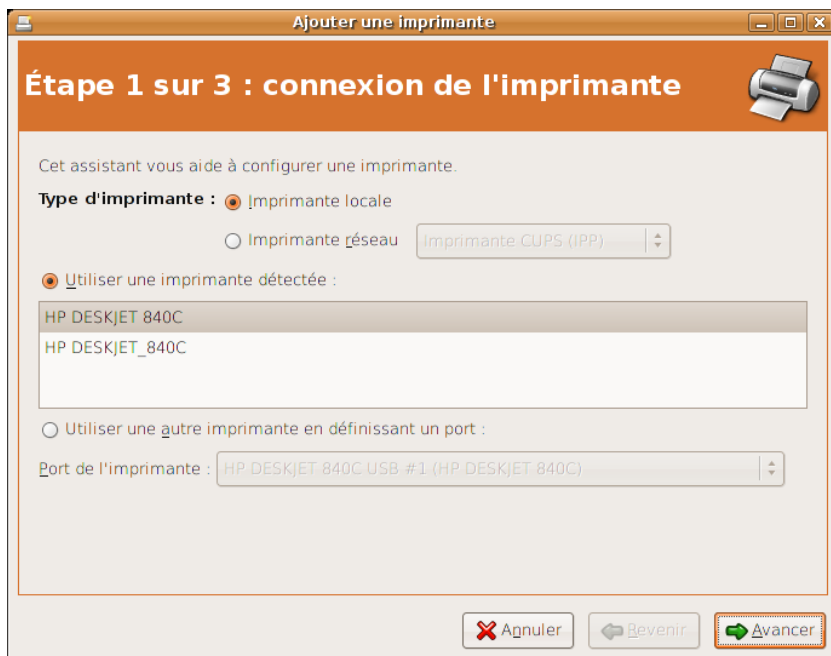 Ajouter une imprimante
Étape 1 sur 3 : connexion de l'imprimante
Cet assistant vous aide à configurer une imprimante.
Type d'imprimante : Imprimante locale
Imprimante réseau Imprimante CUPS (IPP)
Utiliser une imprimante détectée :
HP DESKJET 840C
HP DESKJET_840C
Utiliser une autre imprimante en définissant un port :
Port de l'imprimante : HP DESKJET 840C USB #1 (HP DESKJET 840C)
Annuler Revenir Avancer